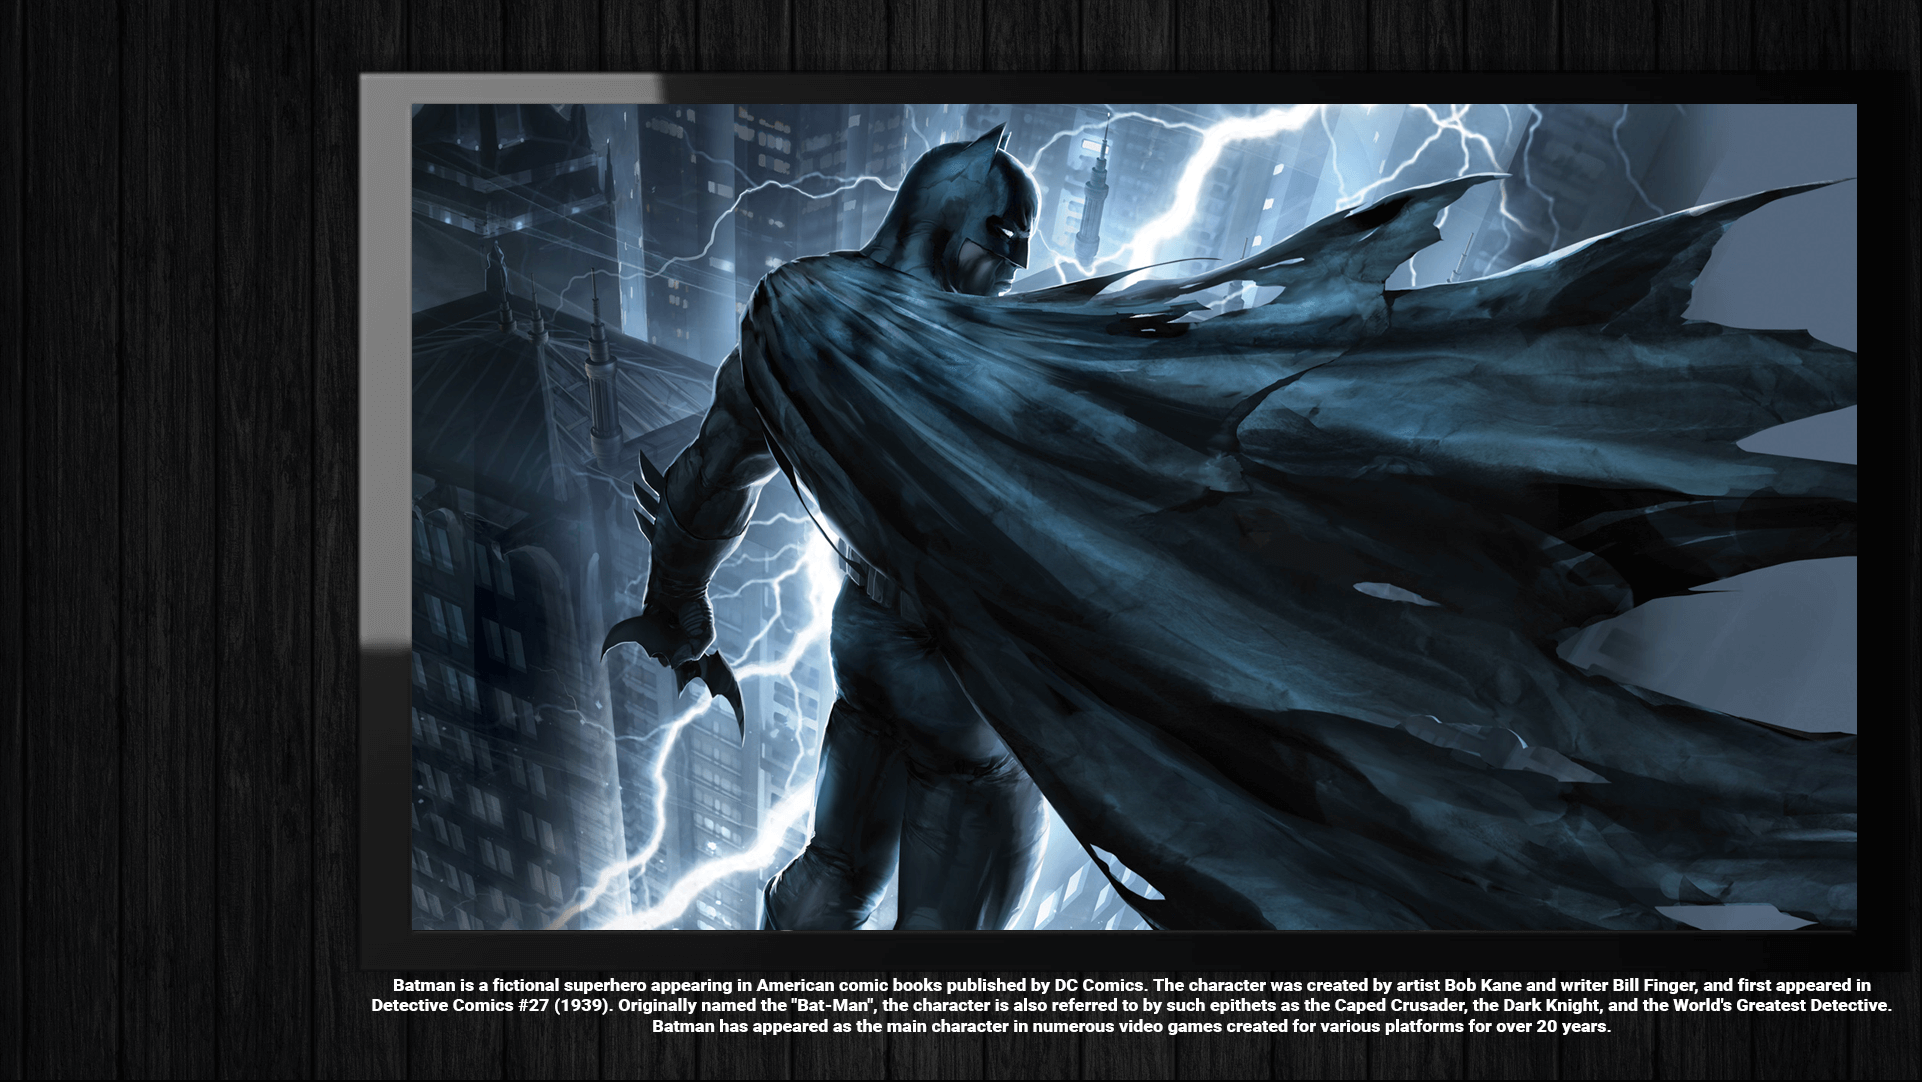 Batman is a fictional superhero appearing in American comic books published by DC Comics. The character was created by artist Bob Kane and writer Bill Finger, and first appeared in
Detective Comics #27 (1939). Originally named the "Bat-Man", the character is also referred to by such epithets as the Caped Crusader, the Dark Knight, and the World's Greatest Detective.
Batman has appeared as the main character in numerous video games created for various platforms for over 20 years.